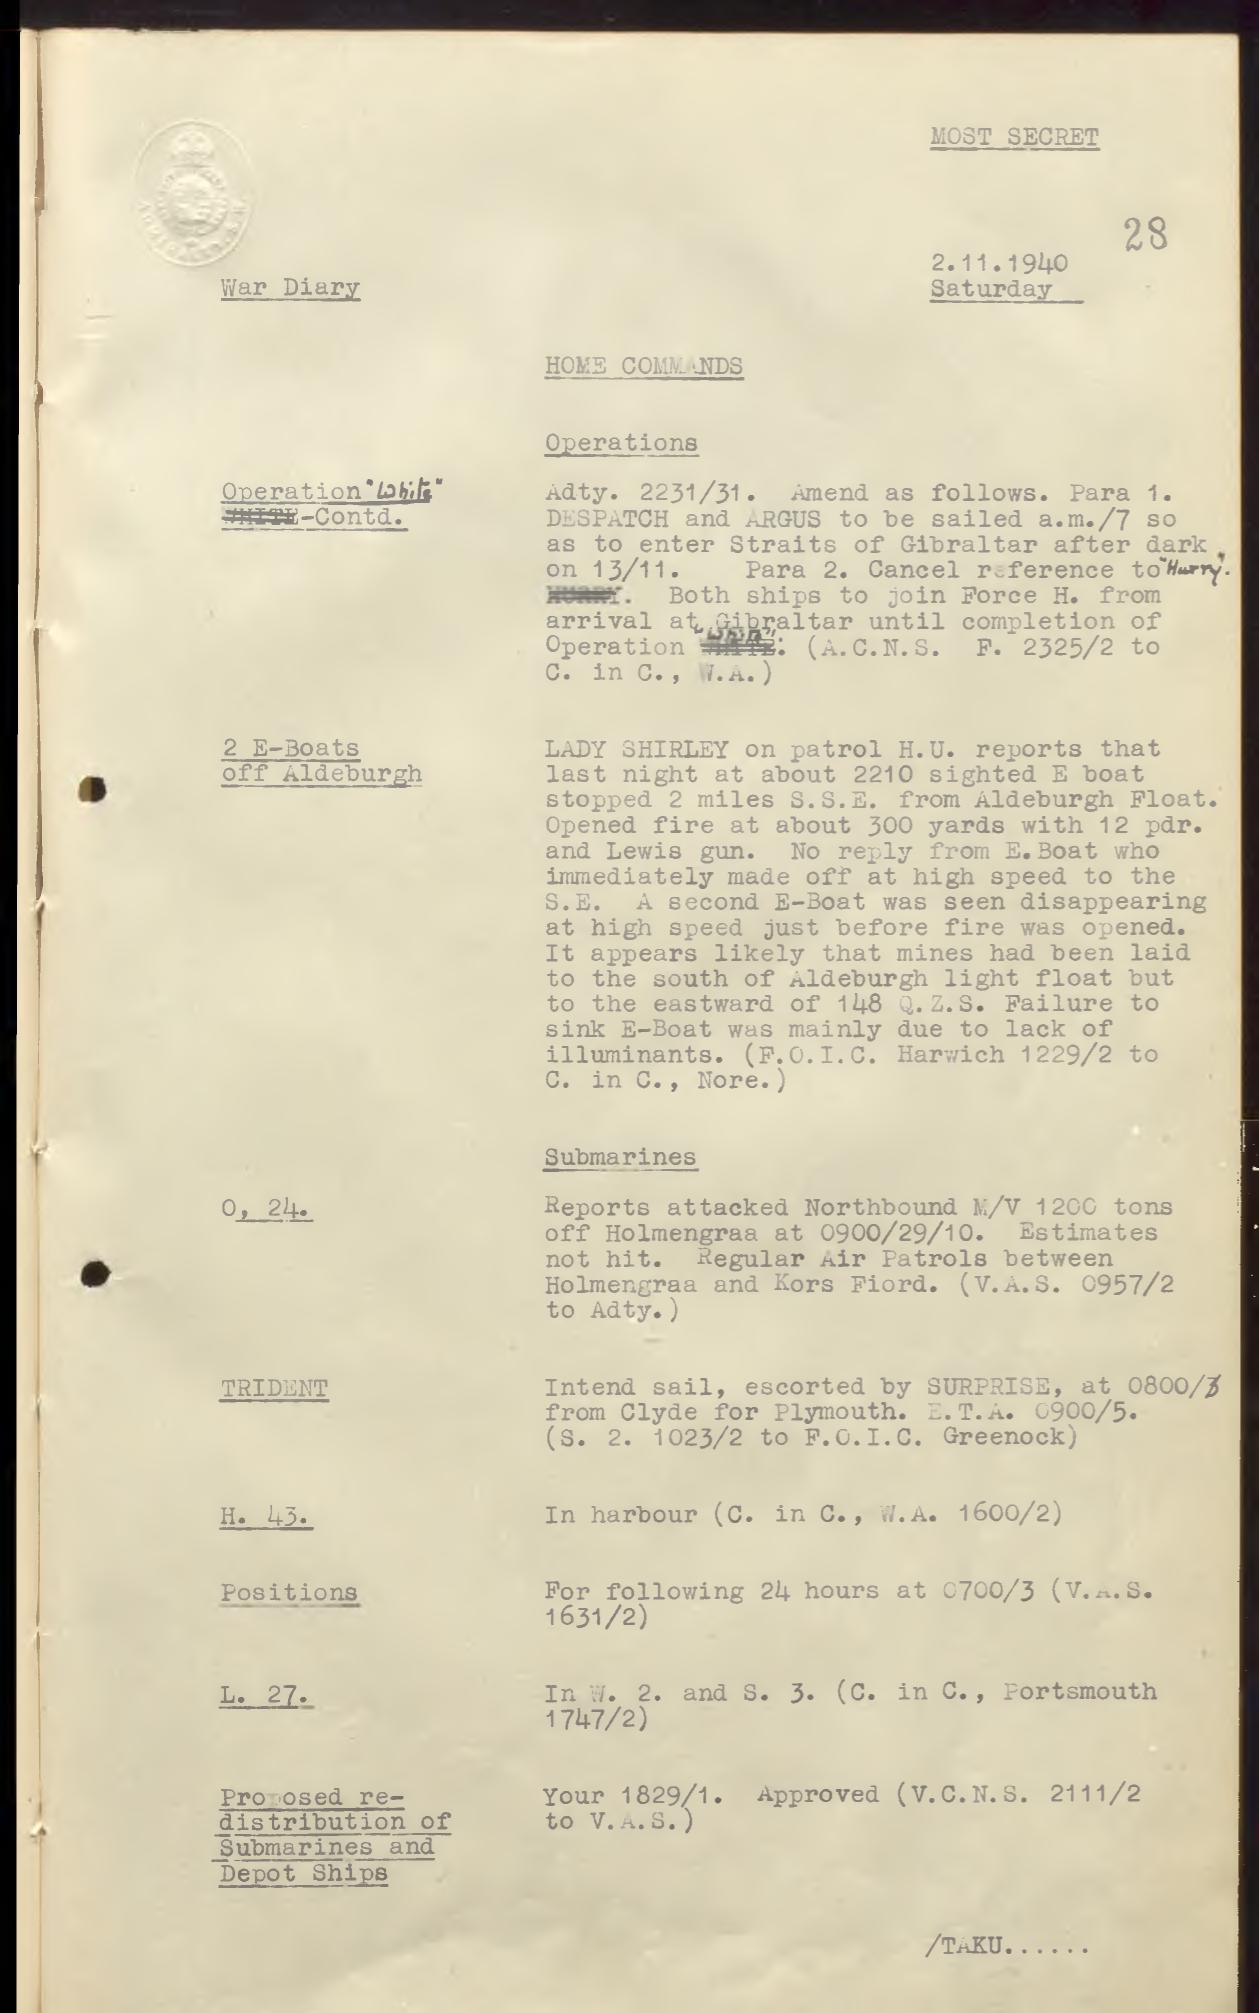 MOST SECRET
28
2.11.1940
War Diary
Saturday
HOME COMMANDS
Operations
Operation "White"
WHITE-Contd.
Adty. 2231/31. Amend as follows. Para 1.
DESPATCH and ARGUS to be sailed a.m./7 so
as to enter Straits of Gibraltar after dark
on 13/11. Para 2. Cancel reference to "Hurry".
HURRY. Both ships to join Force H. from
arrival at Gibraltar until completion of
"White"
Operation WHITE. (A.C.N.S. F. 2325/2 to
C. in C., W.A.)
2 E-Boats
off Aldeburgh
LADY SHIRLEY on patrol H.U. reports that
last night at about 2210 sighted E boat
stopped 2 miles S.S.E. from Aldeburgh Float.
Opened fire at about 300 yards with 12 pdr.
and Lewis gun. No reply from E.Boat who
immediately made off at high speed to the
S.E. A second E-Boat was seen disappearing
at high speed just before fire was opened.
It appears likely that mines had been laid
to the south of Aldeburgh light float but
to the eastward of 148 Q.Z.S. Failure to
sink E-Boat was mainly due to lack of
illuminants. (F.O.I.C. Harwich 1229/2 to
C. in C., Nore.)
Submarines
O, 24.
Reports attacked Northbound M/V 1200 tons
off Holmengraa at 0900/29/10. Estimates
not hit. Regular Air Patrols between
Holmengraa and Kors Fiord. (V.A.S. 0957/2
to Adty.)
TRIDENT
Intend sail, escorted by SURPRISE, at 0800/3
from Clyde for Plymouth. E.T.A. 0900/5.
(S. 2. 1023/2 to F.O.I.C. Greenock)
H. 43.
In harbour (C. in C., W.A. 1600/2)
Positions
For following 24 hours at 0700/3 (V.A.S.
1631/2)
L. 27.
In W. 2. and S. 3. (C. in C., Portsmouth
1747/2)
Proposed re-
distribution of
Submarines and
Depot Ships
Your 1829/1. Approved (V.C.N.S. 2111/2
to V.A.S.)
/TAKU......